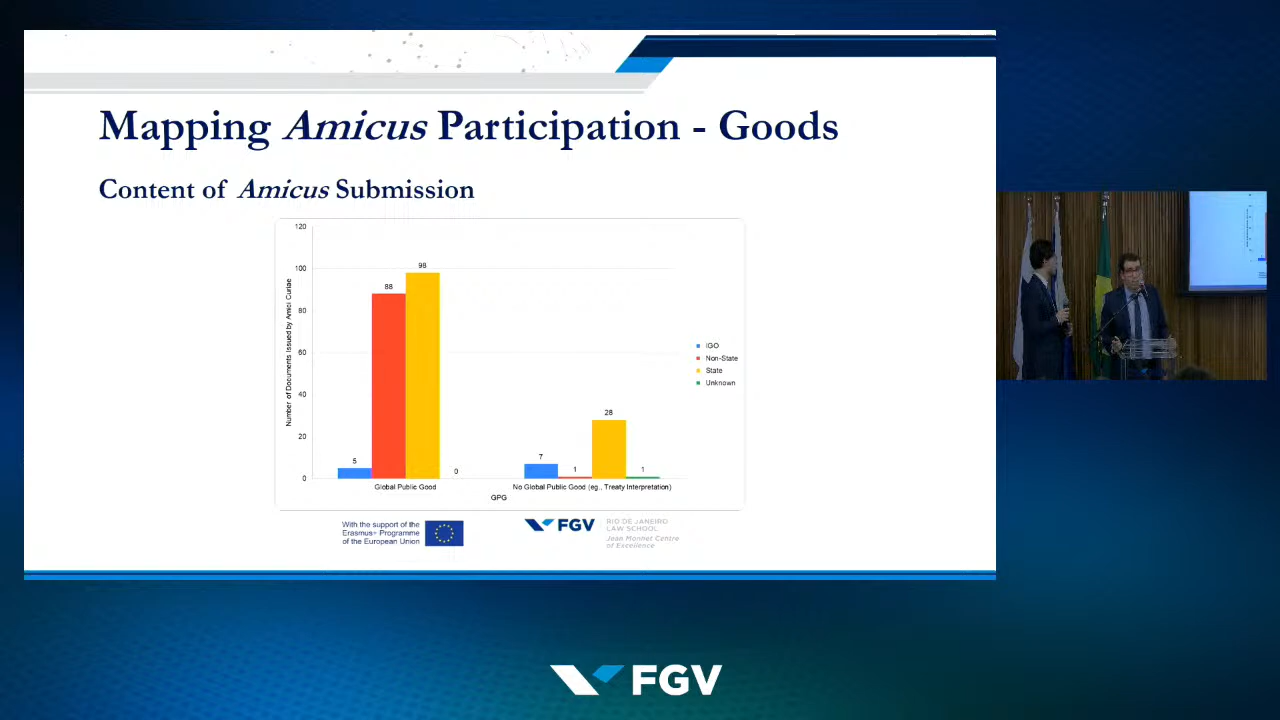 Mapping Amicus Participation - Goods
Content of Amicus Submission
120
100
80
60
40
20
0
Number of Documents Issued by Amici Curiae
5
88
98
0
7
1
28
1
Global Public Good
No Global Public Good (eg., Treaty Interpretation)
GPG
IGO
Non-State
State
Unknown
With the support of the
Erasmus+ Programme
of the European Union
FGV
RIO DE JANEIRO
LAW SCHOOL
Jean Monnet Centre
of Excellence
FGV